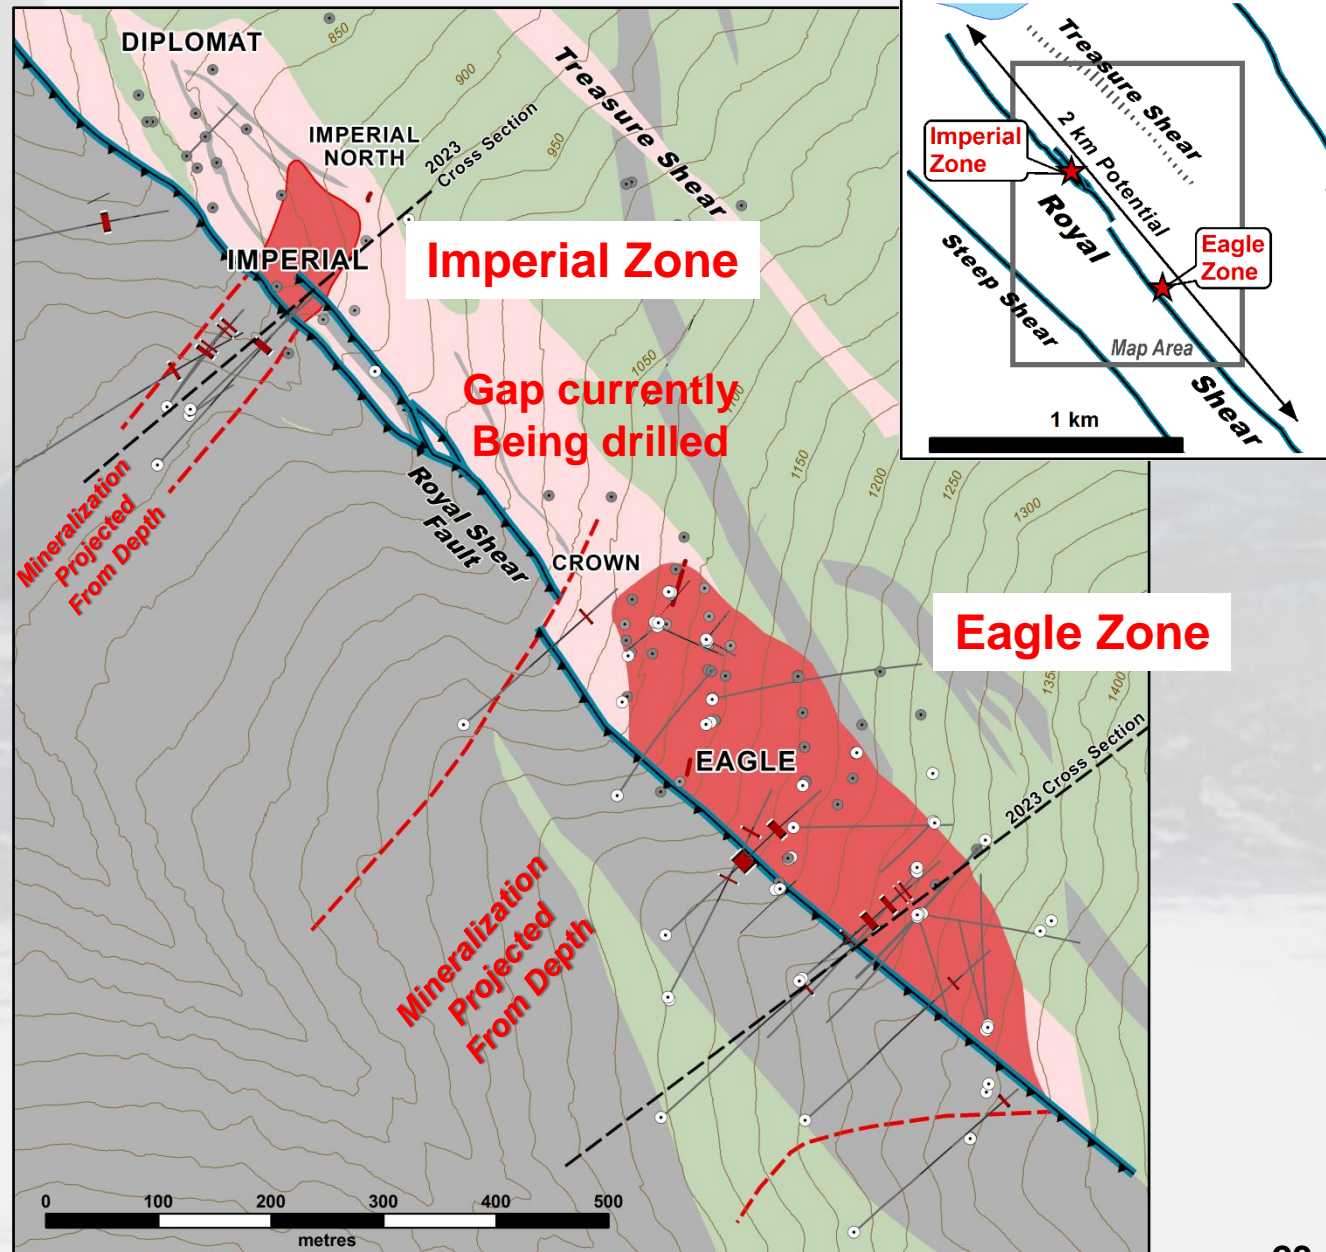 DIPLOMAT
850
900
950
IMPERIAL
NORTH
2023
Cross Section
Treasure Shear
IMPERIAL
Imperial Zone
Gap currently
Being drilled
1050
1100
1150
1200
1250
1300
1350
1400
Mineralization
Projected
From Depth
Royal Shear
Fault
CROWN
Eagle Zone
EAGLE
2023 Cross Section
Mineralization
Projected
From Depth
0 100 200 300 400 500
metres
Treasure Shear
2 km Potential
Imperial
Zone
Royal
Shear
Eagle
Zone
Steep Shear
Map Area
1 km